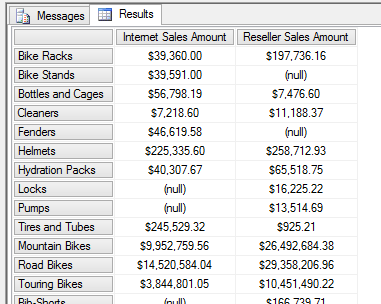 Messages Results
Internet Sales Amount Reseller Sales Amount
Bike Racks $39,360.00 $197,736.16
Bike Stands $39,591.00 (null)
Bottles and Cages $56,798.19 $7,476.60
Cleaners $7,218.60 $11,188.37
Fenders $46,619.58 (null)
Helmets $225,335.60 $258,712.93
Hydration Packs $40,307.67 $65,518.75
Locks (null) $16,225.22
Pumps (null) $13,514.69
Tires and Tubes $245,529.32 $925.21
Mountain Bikes $9,952,759.56 $26,492,684.38
Road Bikes $14,520,584.04 $29,358,206.96
Touring Bikes $3,844,801.05 $10,451,490.22
Bib-Shorts (null) $166,739.71